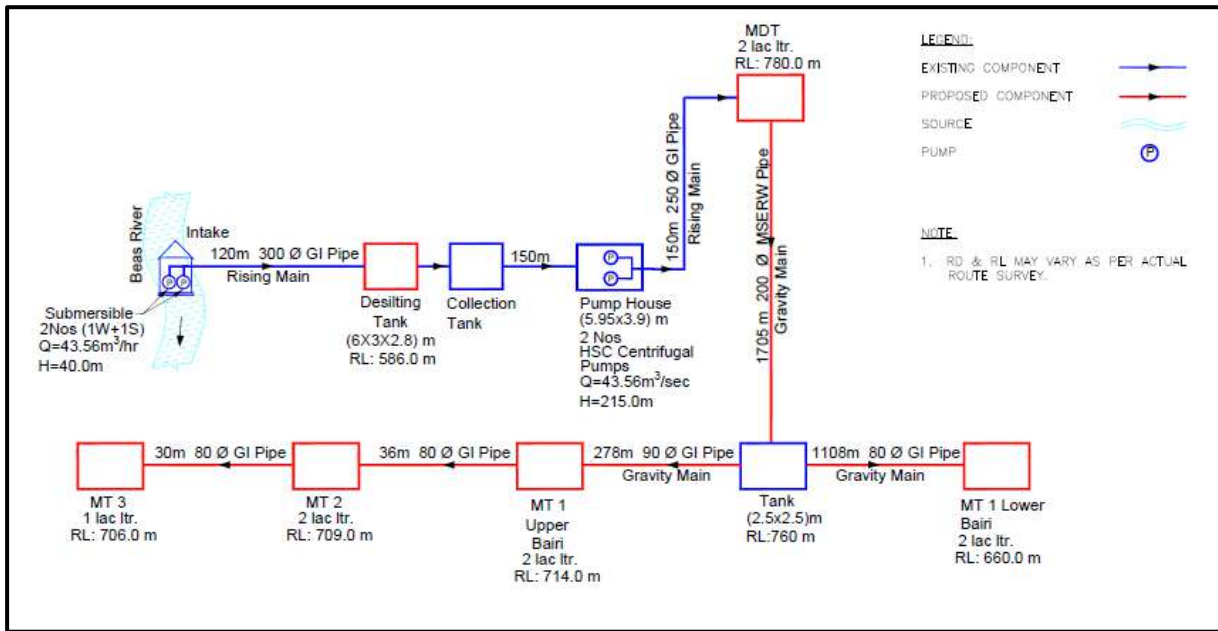 MDT
2 lac ltr.
RL: 780.0 m
LEGEND:
EXISTING COMPONENT
PROPOSED COMPONENT
SOURCE
PUMP
P
NOTE:
1. RD & RL MAY VARY AS PER ACTUAL
ROUTE SURVEY.
Beas River
Intake
P P
120m 300 Ø GI Pipe
Rising Main
150m
P
P
150m 250 Ø GI Pipe
Rising Main
1705 m 200 Ø MSERW Pipe
Gravity Main
Submersible
2Nos (1W+1S)
Q=43.56m³/hr
H=40.0m
Desilting
Tank
(6X3X2.8) m
RL: 586.0 m
Collection
Tank
Pump House
(5.95x3.9) m
2 Nos
HSC Centrifugal
Pumps
Q=43.56m³/sec
H=215.0m
30m 80 Ø GI Pipe
36m 80 Ø GI Pipe
278m 90 Ø GI Pipe
Gravity Main
1108m 80 Ø GI Pipe
Gravity Main
MT 3
1 lac ltr.
RL: 706.0 m
MT 2
2 lac ltr.
RL: 709.0 m
MT 1
Upper
Bairi
2 lac ltr.
RL: 714.0 m
Tank
(2.5x2.5)m
RL:760 m
MT 1 Lower
Bairi
2 lac ltr.
RL: 660.0 m